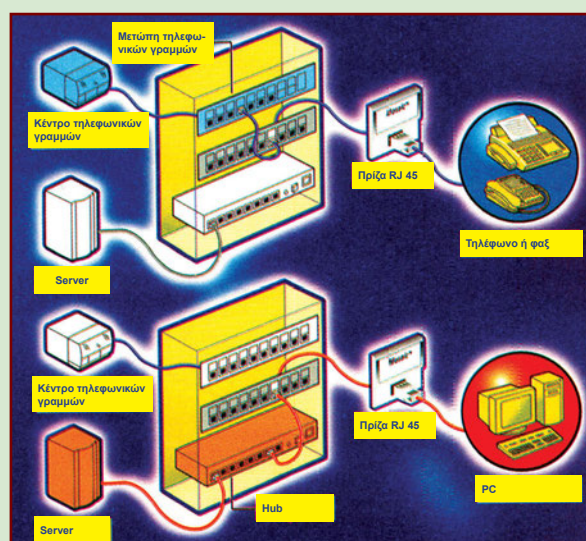 Μετώπη τηλεφω-
νικών γραμμών
Κέντρο τηλεφωνικών
γραμμών
Πρίζα RJ 45
Τηλέφωνο ή φαξ
Server
Κέντρο τηλεφωνικών
γραμμών
Πρίζα RJ 45
PC
Hub
Server